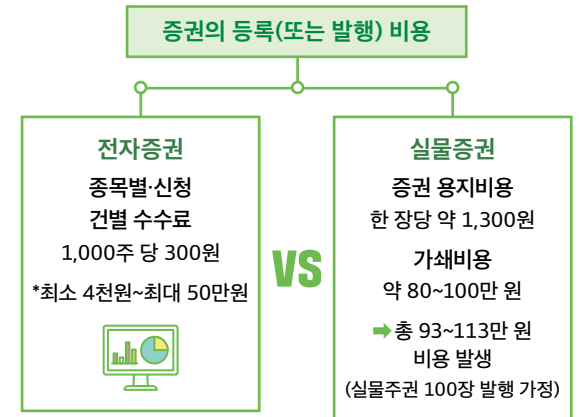 증권의 등록(또는 발행) 비용
전자증권
종목별·신청
건별 수수료
1,000주 당 300원
*최소 4천원~최대 50만원
VS
실물증권
증권 용지비용
한 장당 약 1,300원
가쇄비용
약 80~100만 원
➡ 총 93~113만 원
비용 발생
(실물주권 100장 발행 가정)